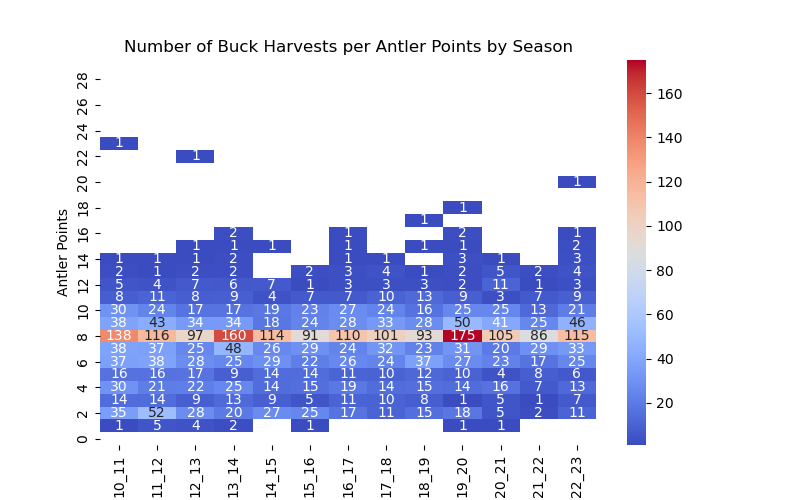 Number of Buck Harvests per Antler Points by Season
Antler Points
28
26
24
1
22 1
20 1
18 1
1
16 2 1 2 1
1 1 1 1 1 1 2
14 1 1 1 2 1 1 3 1 3
2 1 2 2 2 3 4 1 2 5 2 4
12 5 4 7 6 7 1 3 3 2 2 11 1 3
8 11 8 9 4 7 7 10 13 9 3 7 9
10 30 24 17 17 19 23 27 24 16 25 25 13 21
38 43 34 34 18 24 28 33 28 50 41 25 46
8 138 116 97 160 114 91 110 101 93 175 105 86 115
38 37 25 48 26 29 24 32 23 31 20 29 33
6 37 38 28 25 29 22 26 24 37 27 23 17 25
16 16 17 9 14 14 11 10 12 10 4 8 6
4 30 21 22 25 14 15 19 14 15 14 16 7 13
14 14 9 13 9 5 11 10 8 1 5 1 7
2 35 52 28 20 27 25 17 11 15 18 5 2 11
1 5 4 2 1 1 1
0
10_11 11_12 12_13 13_14 14_15 15_16 16_17 17_18 18_19 19_20 20_21 21_22 22_23
160
140
120
100
80
60
40
20